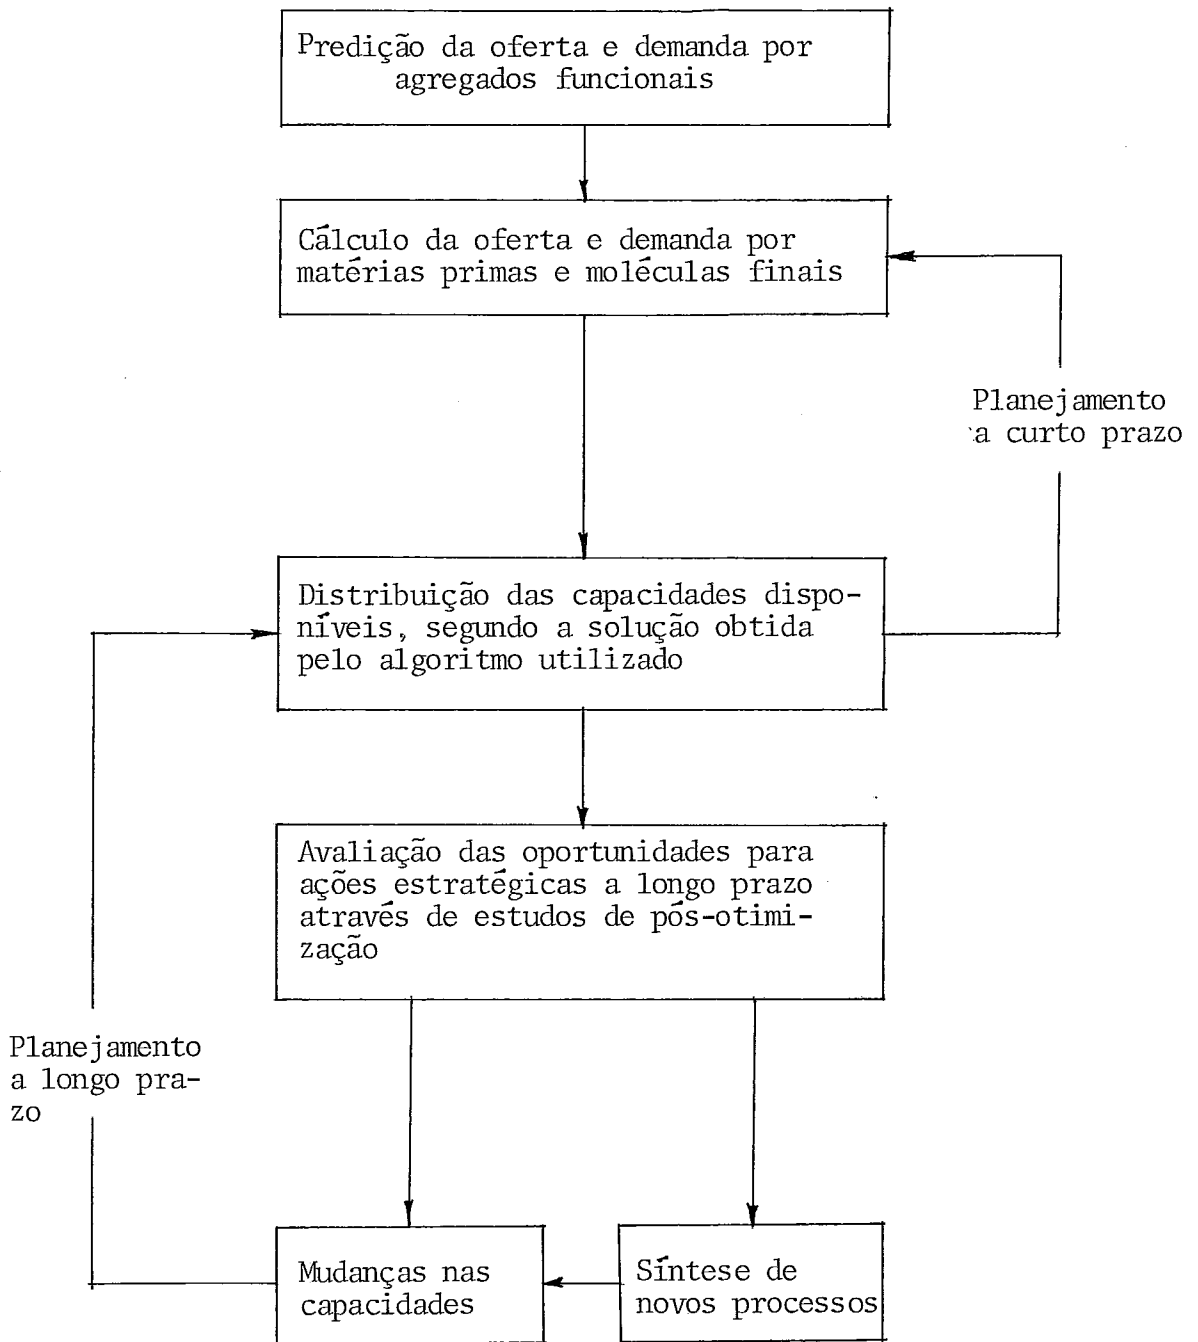 Predição da oferta e demanda por
agregados funcionais
Cálculo da oferta e demanda por
matérias primas e moléculas finais
Planejamento
a curto prazo
Distribuição das capacidades dispo-
níveis, segundo a solução obtida
pelo algoritmo utilizado
Avaliação das oportunidades para
ações estratégicas a longo prazo
através de estudos de pós-otimi-
zação
Planejamento
a longo pra-
zo
Mudanças nas
capacidades
Síntese de
novos processos